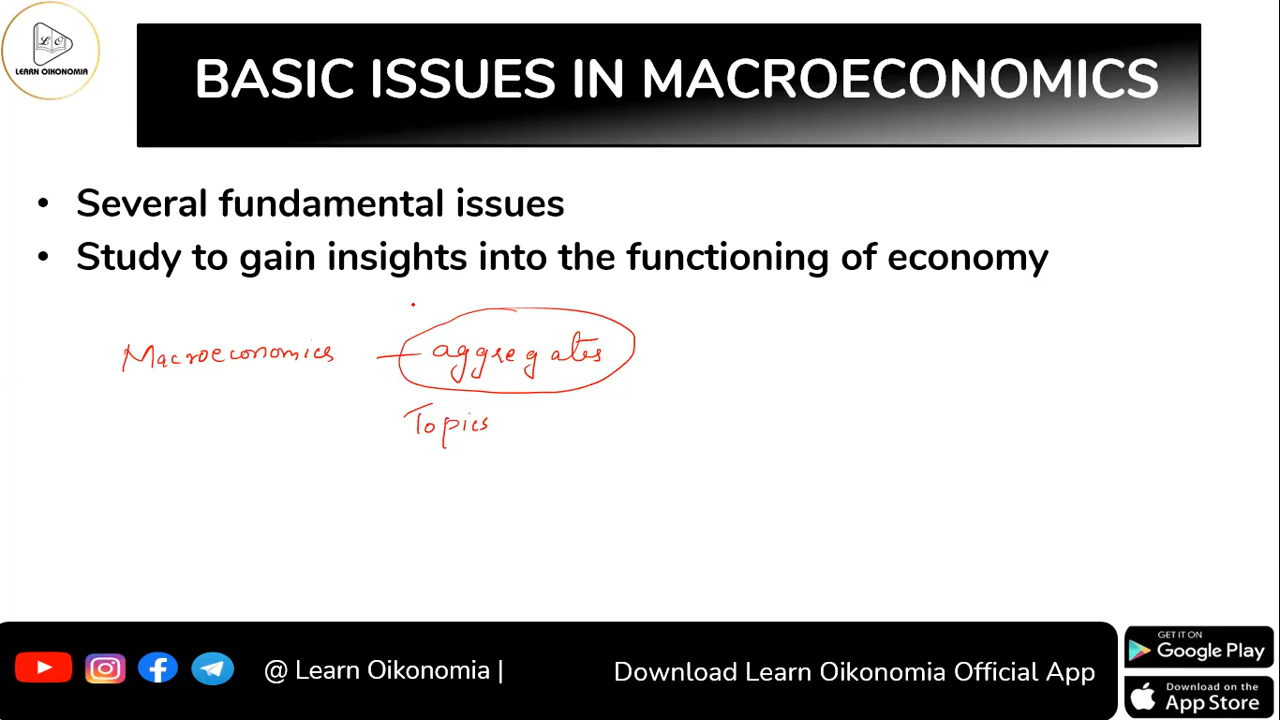 LO
LEARN OIKONOMIA
BASIC ISSUES IN MACROECONOMICS
• Several fundamental issues
• Study to gain insights into the functioning of economy
Macroeconomics — aggregates
Topics
@ Learn Oikonomia |
Download Learn Oikonomia Official App
GET IT ON
Google Play
Download on the
App Store